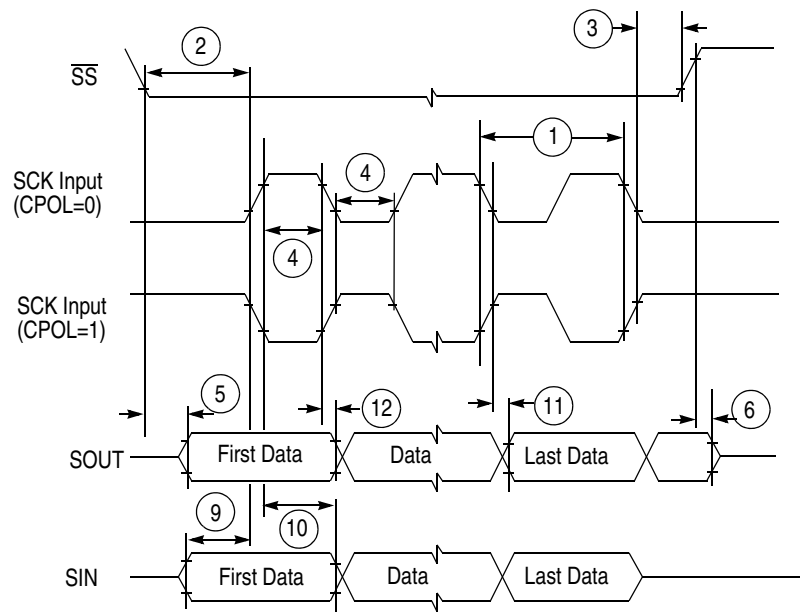 2
3
SS
1
SCK Input
(CPOL=0)
4
4
SCK Input
(CPOL=1)
5
12
11
6
SOUT
First Data
Data
Last Data
9
10
SIN
First Data
Data
Last Data